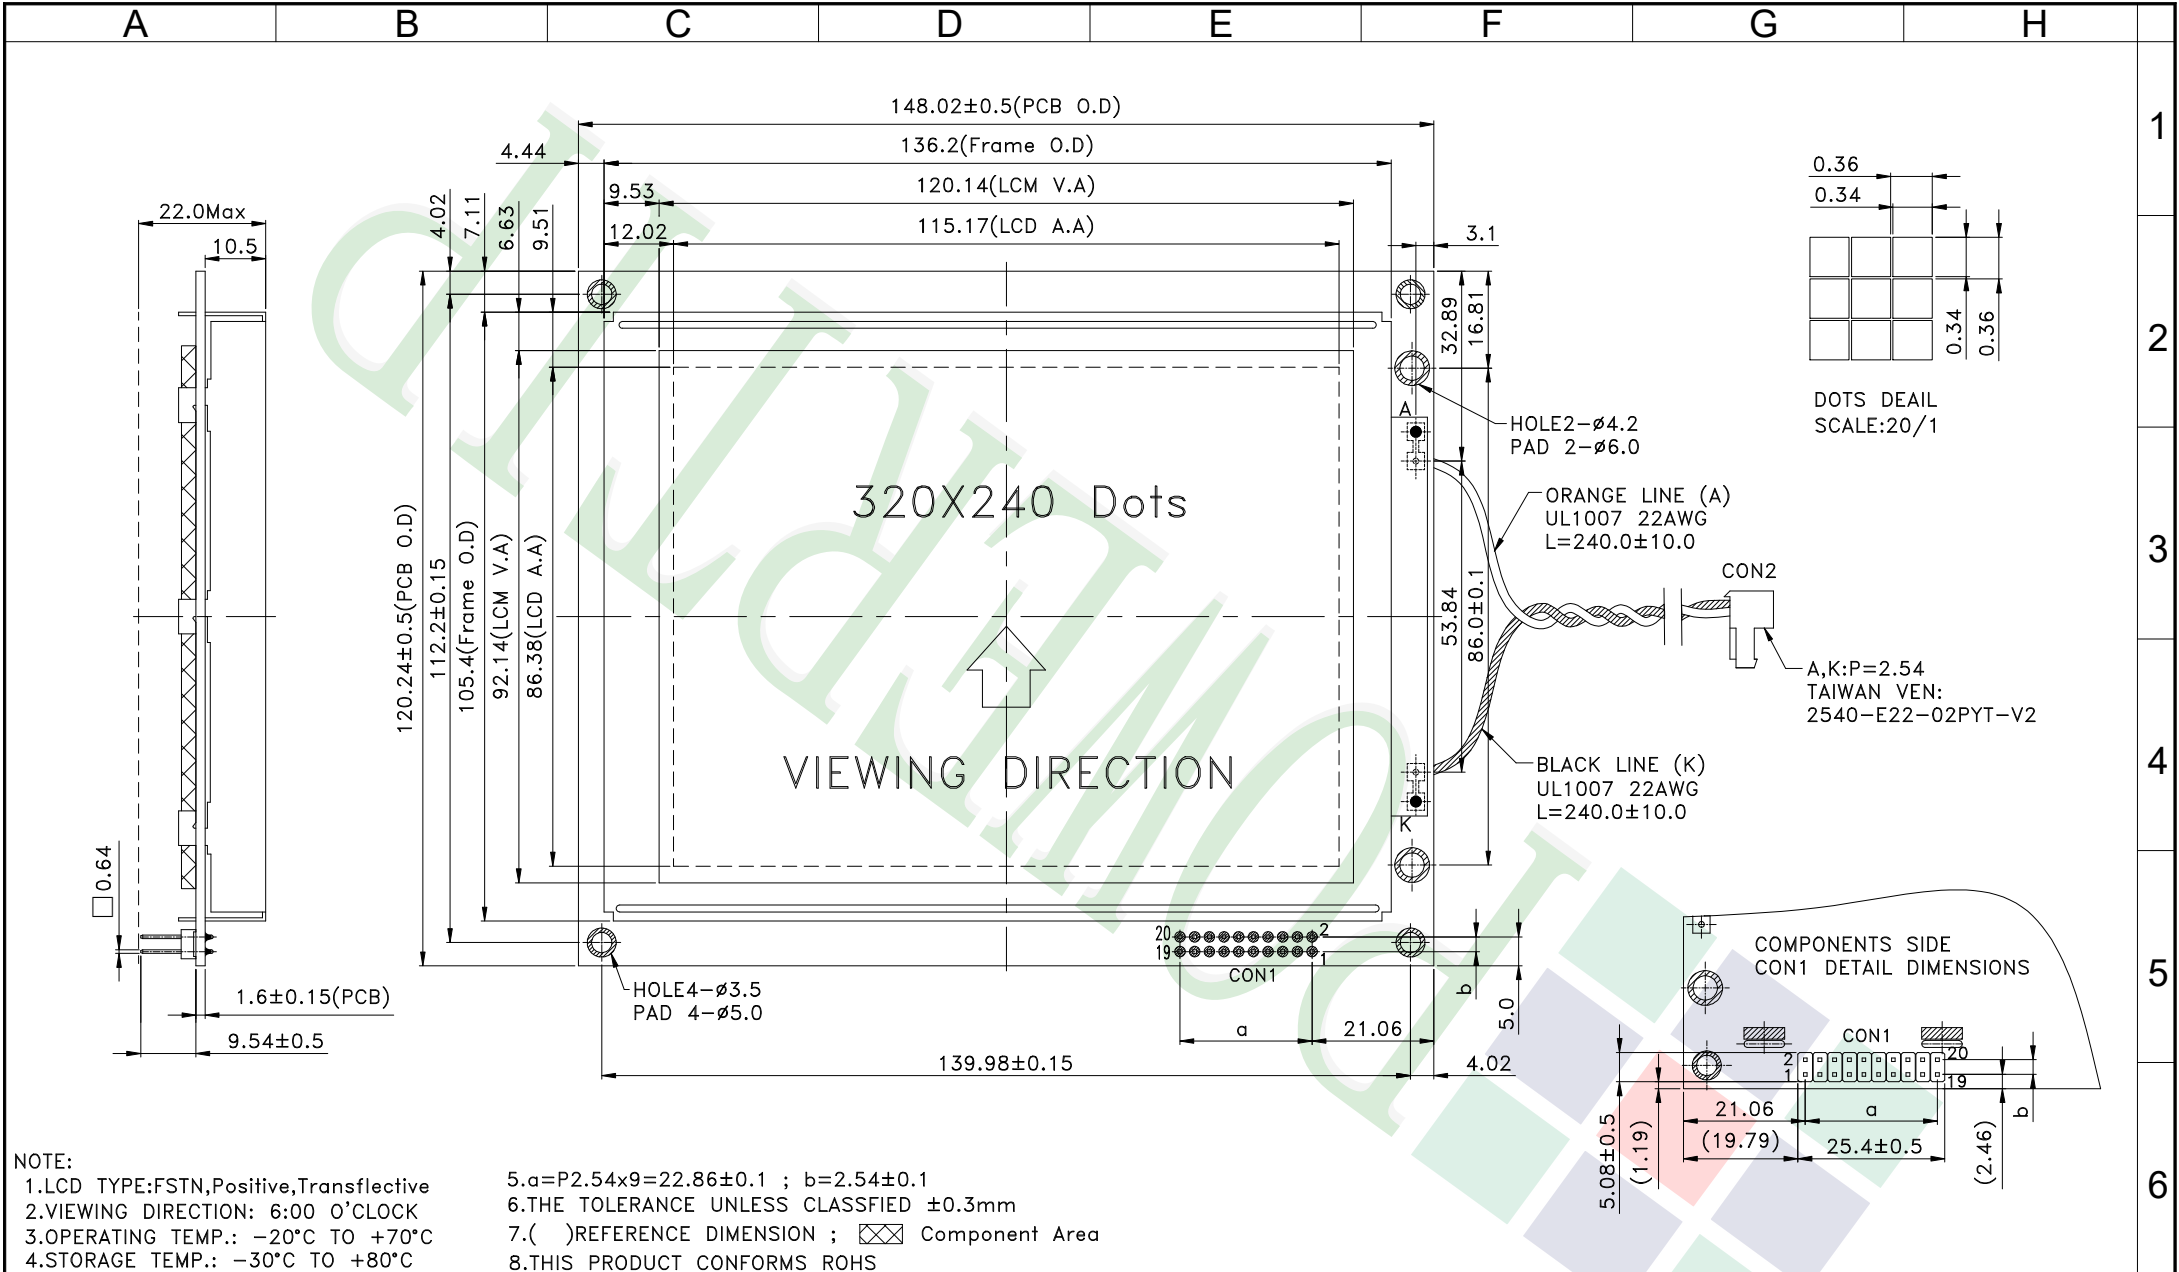 A B C D E F G H
1
2
3
4
5
6
148.02±0.5(PCB O.D)
136.2(Frame O.D)
4.44
120.14(LCM V.A)
9.53
115.17(LCD A.A)
12.02
3.1
4.02
7.11
6.63
9.51
22.0Max
10.5
0.36
0.34
0.34
0.36
DOTS DEAIL
SCALE:20/1
32.89
16.81
A
HOLE2-ø4.2
PAD 2-ø6.0
320X240 Dots
ORANGE LINE (A)
UL1007 22AWG
L=240.0±10.0
CON2
120.24±0.5(PCB O.D)
112.2±0.15
105.4(Frame O.D)
92.14(LCM V.A)
86.38(LCD A.A)
53.84
86.0±0.1
A,K:P=2.54
TAIWAN VEN:
2540-E22-02PYT-V2
VIEWING DIRECTION
BLACK LINE (K)
UL1007 22AWG
L=240.0±10.0
K
0.64
20 2
19 1
CON1
HOLE4-ø3.5
PAD 4-ø5.0
1.6±0.15(PCB)
9.54±0.5
a
21.06
b
5.0
139.98±0.15
4.02
COMPONENTS SIDE
CON1 DETAIL DIMENSIONS
CON1
2 20
1 19
21.06
a
(19.79)
25.4±0.5
5.08±0.5
(1.19)
(2.46)
b
POWERTIP
NOTE:
1.LCD TYPE:FSTN,Positive,Transflective
2.VIEWING DIRECTION: 6:00 O'CLOCK
3.OPERATING TEMP.: -20°C TO +70°C
4.STORAGE TEMP.: -30°C TO +80°C
5.a=P2.54x9=22.86±0.1 ; b=2.54±0.1
6.THE TOLERANCE UNLESS CLASSFIED ±0.3mm
7.( )REFERENCE DIMENSION ; Component Area
8.THIS PRODUCT CONFORMS ROHS